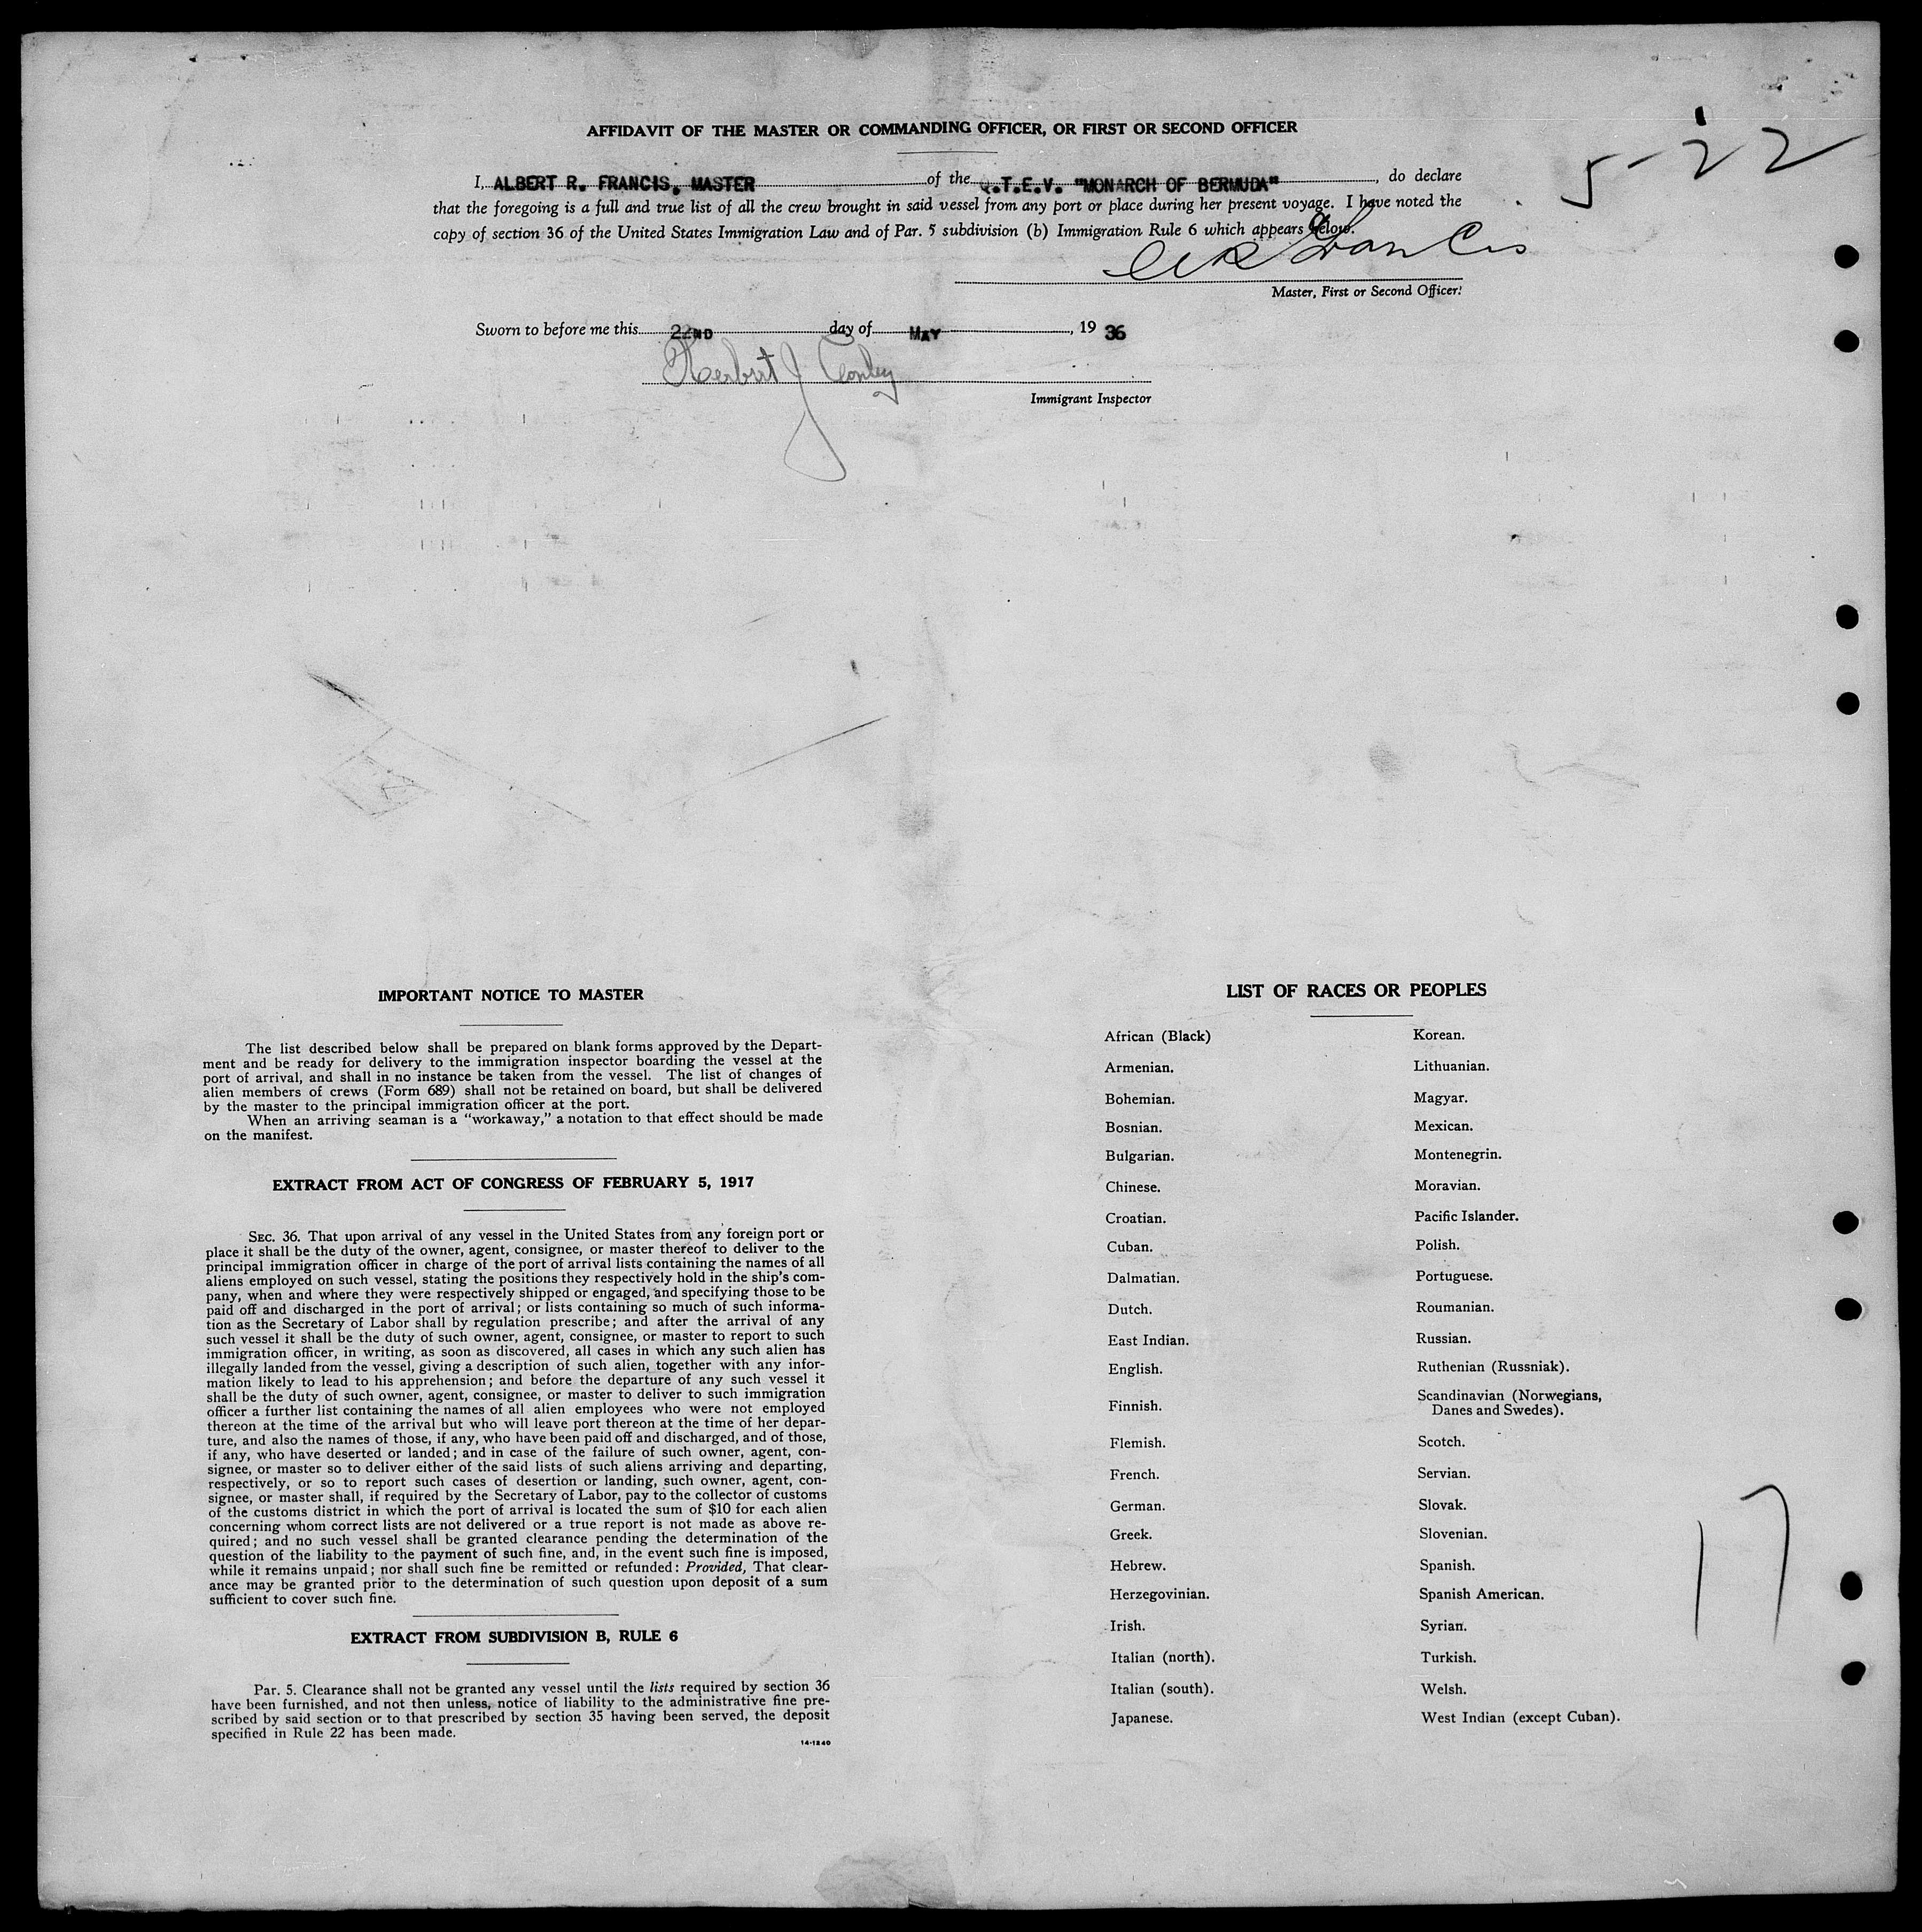 AFFIDAVIT OF THE MASTER OR COMMANDING OFFICER, OR FIRST OR SECOND OFFICER
5-22
I, ALBERT R. FRANCIS, MASTER of the .T.E.V. "MONARCH OF BERMUDA", do declare
that the foregoing is a full and true list of all the crew brought in said vessel from any port or place during her present voyage. I have noted the
copy of section 36 of the United States Immigration Law and of Par. 5 subdivision (b) Immigration Rule 6 which appears below.
Francis
Master, First or Second Officer.
Sworn to before me this 22ND day of MAY, 19 36
Herbert J Conley
Immigrant Inspector
IMPORTANT NOTICE TO MASTER
The list described below shall be prepared on blank forms approved by the Depart-
ment and be ready for delivery to the immigration inspector boarding the vessel at the
port of arrival, and shall in no instance be taken from the vessel. The list of changes of
alien members of crews (Form 689) shall not be retained on board, but shall be delivered
by the master to the principal immigration officer at the port.
When an arriving seaman is a "workaway," a notation to that effect should be made
on the manifest.
EXTRACT FROM ACT OF CONGRESS OF FEBRUARY 5, 1917
SEC. 36. That upon arrival of any vessel in the United States from any foreign port or
place it shall be the duty of the owner, agent, consignee, or master thereof to deliver to the
principal immigration officer in charge of the port of arrival lists containing the names of all
aliens employed on such vessel, stating the positions they respectively hold in the ship's com-
pany, when and where they were respectively shipped or engaged, and specifying those to be
paid off and discharged in the port of arrival; or lists containing so much of such informa-
tion as the Secretary of Labor shall by regulation prescribe; and after the arrival of any
such vessel it shall be the duty of such owner, agent, consignee, or master to report to such
immigration officer, in writing, as soon as discovered, all cases in which any such alien has
illegally landed from the vessel, giving a description of such alien, together with any infor-
mation likely to lead to his apprehension; and before the departure of any such vessel it
shall be the duty of such owner, agent, consignee, or master to deliver to such immigration
officer a further list containing the names of all alien employees who were not employed
thereon at the time of the arrival but who will leave port thereon at the time of her depar-
ture, and also the names of those, if any, who have been paid off and discharged, and of those,
if any, who have deserted or landed; and in case of the failure of such owner, agent, con-
signee, or master so to deliver either of the said lists of such aliens arriving and departing,
respectively, or so to report such cases of desertion or landing, such owner, agent, con-
signee, or master shall, if required by the Secretary of Labor, pay to the collector of customs
of the customs district in which the port of arrival is located the sum of $10 for each alien
concerning whom correct lists are not delivered or a true report is not made as above re-
quired; and no such vessel shall be granted clearance pending the determination of the
question of the liability to the payment of such fine, and, in the event such fine is imposed,
while it remains unpaid; nor shall such fine be remitted or refunded: Provided, That clear-
ance may be granted prior to the determination of such question upon deposit of a sum
sufficient to cover such fine.
EXTRACT FROM SUBDIVISION B, RULE 6
Par. 5. Clearance shall not be granted any vessel until the lists required by section 36
have been furnished, and not then unless, notice of liability to the administrative fine pre-
scribed by said section or to that prescribed by section 35 having been served, the deposit
specified in Rule 22 has been made.
14-1240
LIST OF RACES OR PEOPLES
African (Black)
Armenian.
Bohemian.
Bosnian.
Bulgarian.
Chinese.
Croatian.
Cuban.
Dalmatian.
Dutch.
East Indian.
English.
Finnish.
Flemish.
French.
German.
Greek.
Hebrew.
Herzegovinian.
Irish.
Italian (north).
Italian (south).
Japanese.
Korean.
Lithuanian.
Magyar.
Mexican.
Montenegrin.
Moravian.
Pacific Islander.
Polish.
Portuguese.
Roumanian.
Russian.
Ruthenian (Russniak).
Scandinavian (Norwegians,
Danes and Swedes).
Scotch.
Servian.
Slovak.
Slovenian.
Spanish.
Spanish American.
Syrian.
Turkish.
Welsh.
West Indian (except Cuban).
17